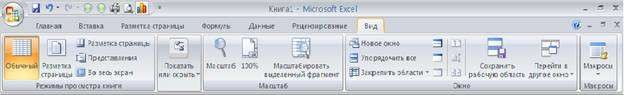 Книга1 - Microsoft Excel
Главная Вставка Разметка страницы Формулы Данные Рецензирование Вид
Обычный
Разметка страницы
Разметка страницы
Представления
Во весь экран
Режимы просмотра книги
Показать или скрыть
Масштаб
100%
Масштабировать выделенный фрагмент
Масштаб
Новое окно
Упорядочить все
Закрепить области
Сохранить рабочую область
Перейти в другое окно
Окно
Макросы
Макросы